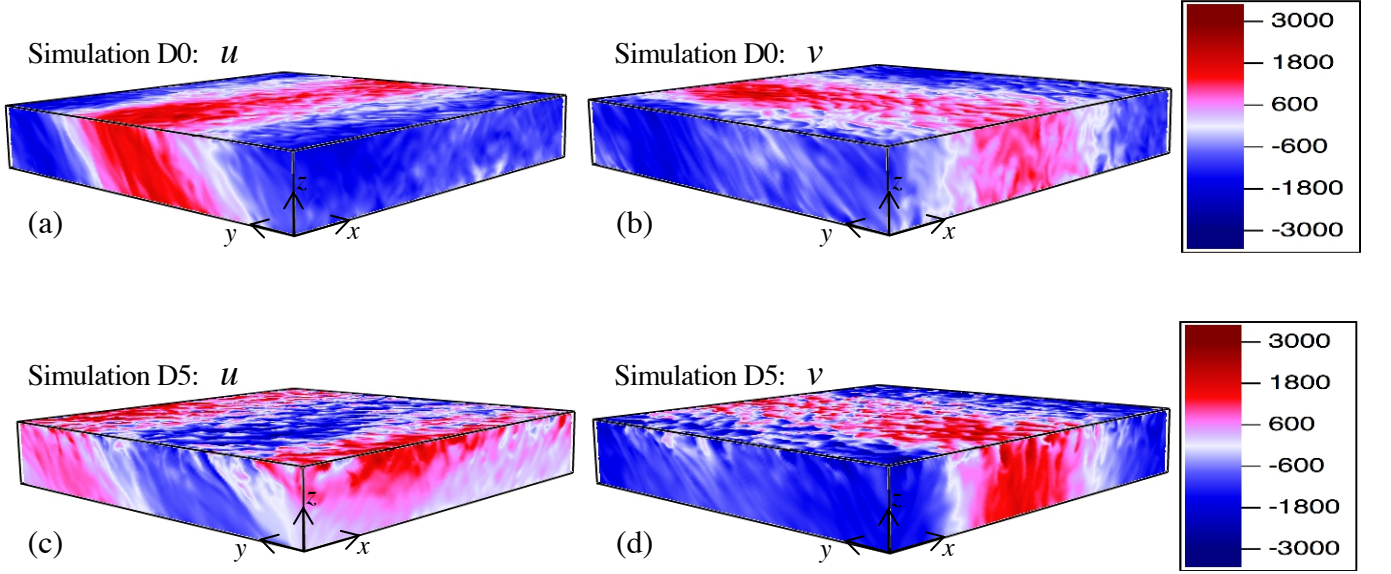 Simulation D0: u
Simulation D0: v
z
y
x
(a)
z
y
x
(b)
3000
1800
600
-600
-1800
-3000
Simulation D5: u
Simulation D5: v
z
y
x
(c)
z
y
x
(d)
3000
1800
600
-600
-1800
-3000